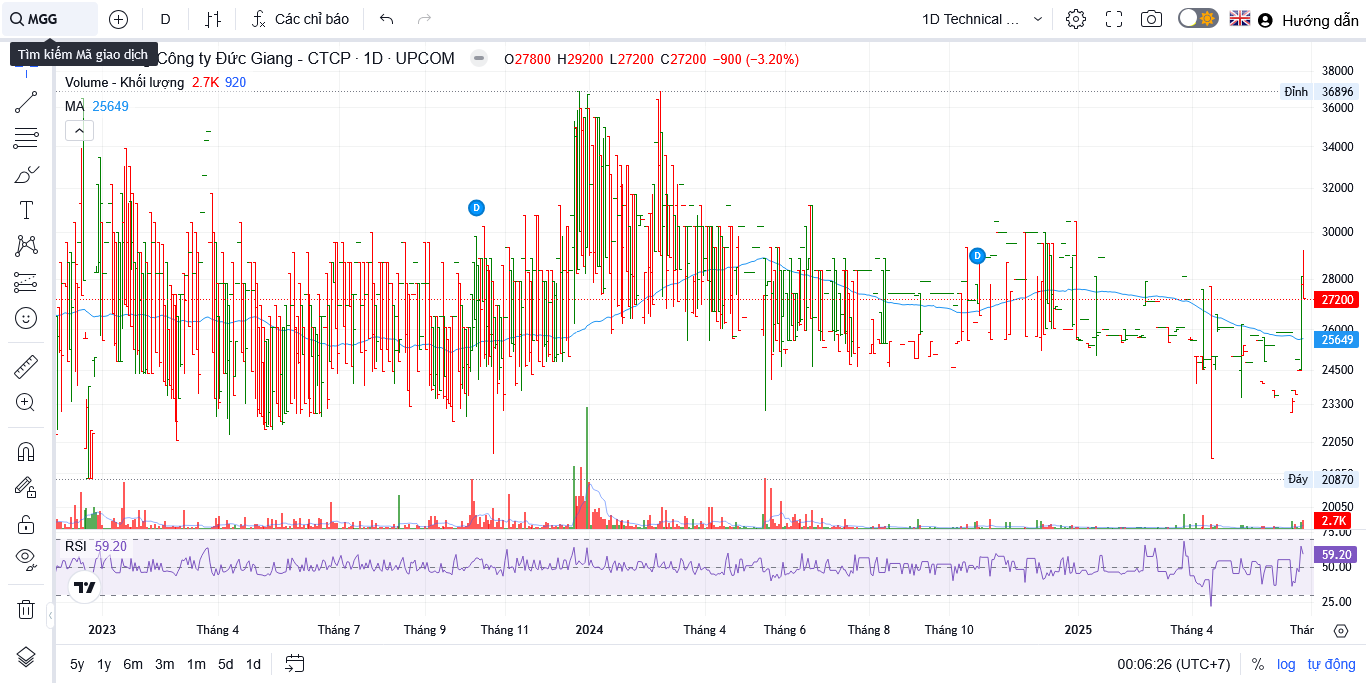 MGG D Các chỉ báo 1D Technical ... Hướng dẫn
Tìm kiếm Mã giao dịch
Công ty Đức Giang - CTCP · 1D · UPCOM O27800 H29200 L27200 C27200 −900 (−3.20%)
Volume - Khối lượng 2.7K 920
MA 25649
38000
Đỉnh 36896
36000
34000
32000
30000
28000
27200
26000
25649
24500
23300
22050
Đáy 20870
20050
2.7K
75.00
RSI 59.20
59.20
50.00
25.00
D
D
2023 Tháng 4 Tháng 7 Tháng 9 Tháng 11 2024 Tháng 4 Tháng 6 Tháng 8 Tháng 10 2025 Tháng 4 Thár
5y 1y 6m 3m 1m 5d 1d 00:06:26 (UTC+7) % log tự động